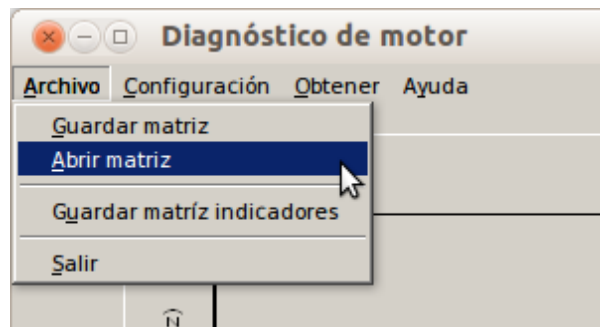 Diagnóstico de motor
Archivo Configuración Obtener Ayuda
Guardar matriz
Abrir matriz
Guardar matríz indicadores
Salir